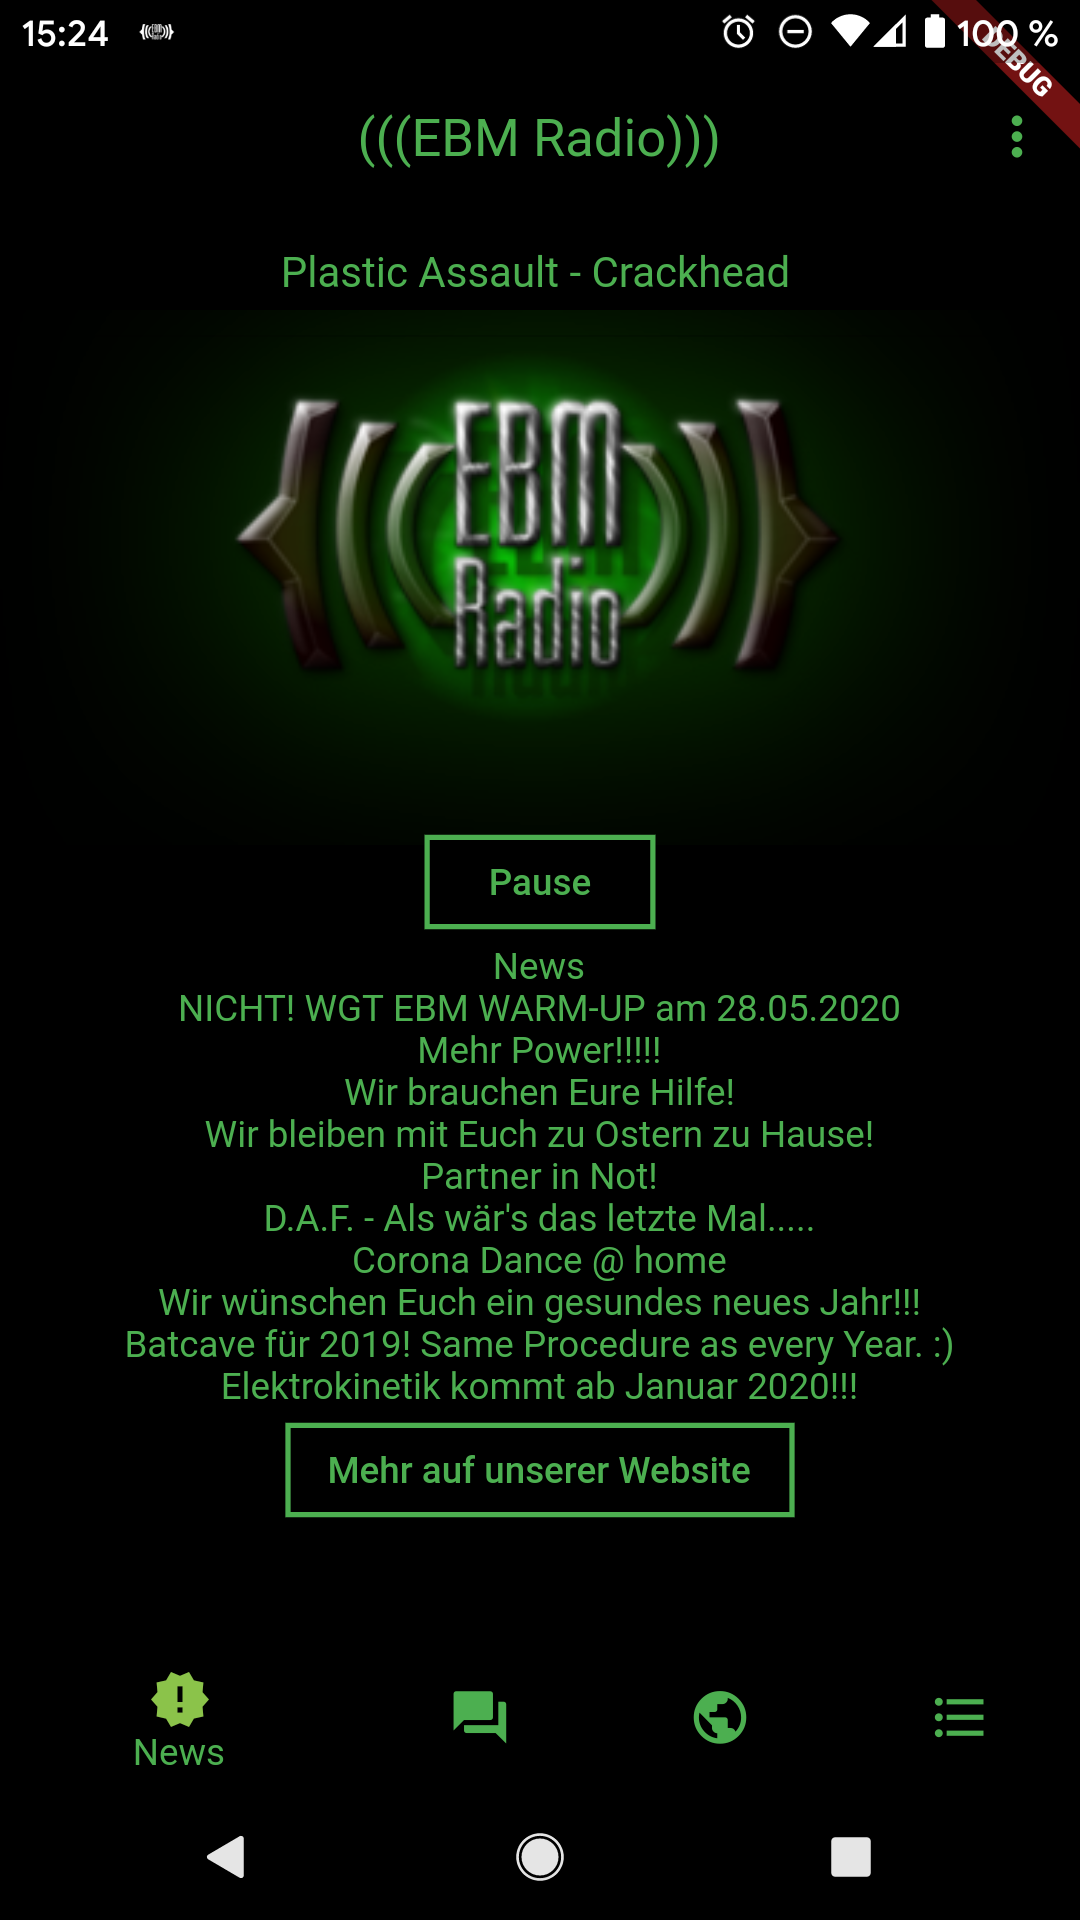 15:24
100 %
DEBUG
(((EBM Radio)))
Plastic Assault - Crackhead
EBM
Radio
Pause
News
NICHT! WGT EBM WARM-UP am 28.05.2020
Mehr Power!!!!!
Wir brauchen Eure Hilfe!
Wir bleiben mit Euch zu Ostern zu Hause!
Partner in Not!
D.A.F. - Als wär's das letzte Mal.....
Corona Dance @ home
Wir wünschen Euch ein gesundes neues Jahr!!!
Batcave für 2019! Same Procedure as every Year. :)
Elektrokinetik kommt ab Januar 2020!!!
Mehr auf unserer Website
News